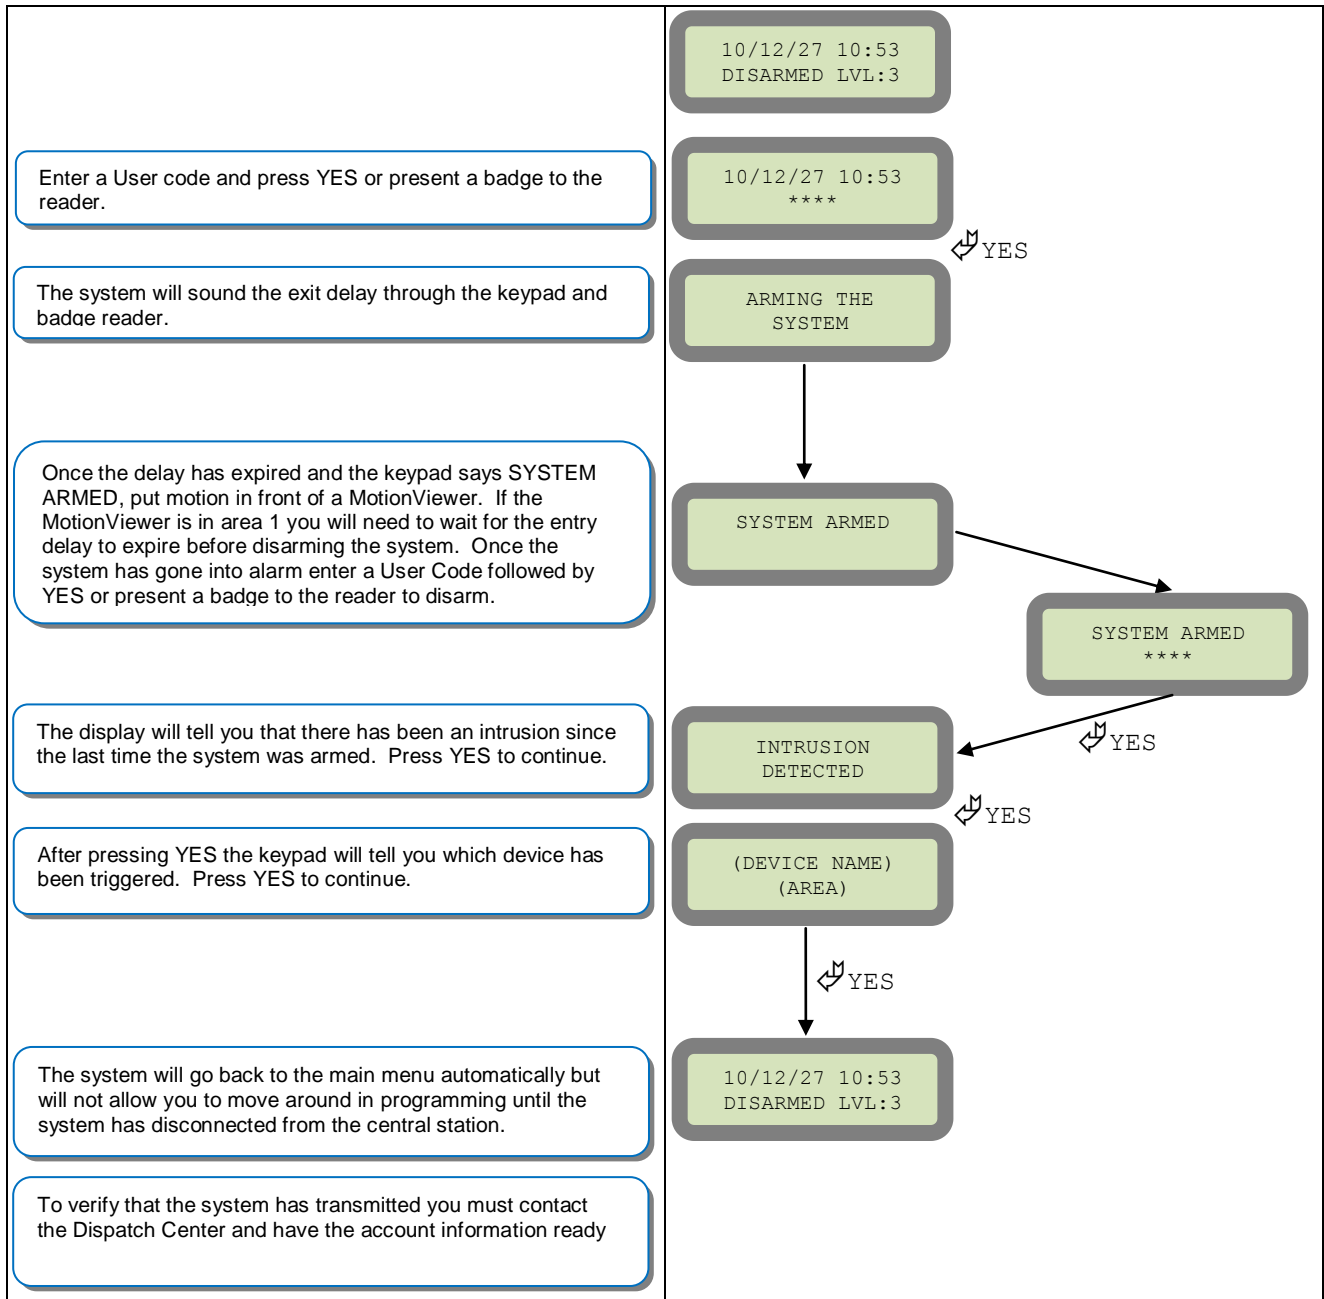 10/12/27 10:53
DISARMED LVL:3
Enter a User code and press YES or present a badge to the
reader.
10/12/27 10:53
****
YES
The system will sound the exit delay through the keypad and
badge reader.
ARMING THE
SYSTEM
Once the delay has expired and the keypad says SYSTEM
ARMED, put motion in front of a MotionViewer. If the
MotionViewer is in area 1 you will need to wait for the entry
delay to expire before disarming the system. Once the
system has gone into alarm enter a User Code followed by
YES or present a badge to the reader to disarm.
SYSTEM ARMED
SYSTEM ARMED
****
YES
The display will tell you that there has been an intrusion since
the last time the system was armed. Press YES to continue.
INTRUSION
DETECTED
YES
After pressing YES the keypad will tell you which device has
been triggered. Press YES to continue.
(DEVICE NAME)
(AREA)
YES
The system will go back to the main menu automatically but
will not allow you to move around in programming until the
system has disconnected from the central station.
10/12/27 10:53
DISARMED LVL:3
To verify that the system has transmitted you must contact
the Dispatch Center and have the account information ready